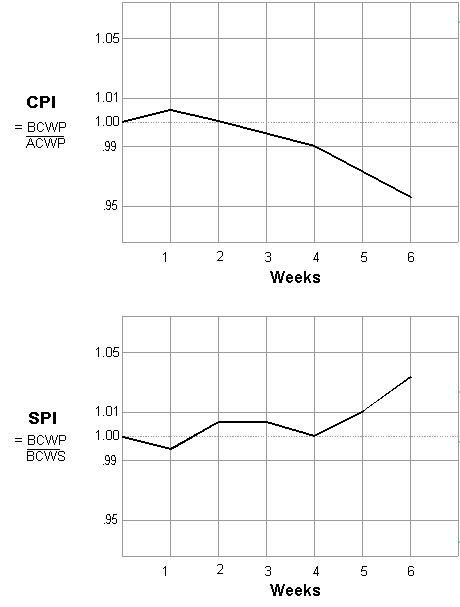 CPI
= BCWP
ACWP
1.05
1.01
1.00
.99
.95
1 2 3 4 5 6
Weeks
SPI
= BCWP
BCWS
1.05
1.01
1.00
.99
.95
1 2 3 4 5 6
Weeks